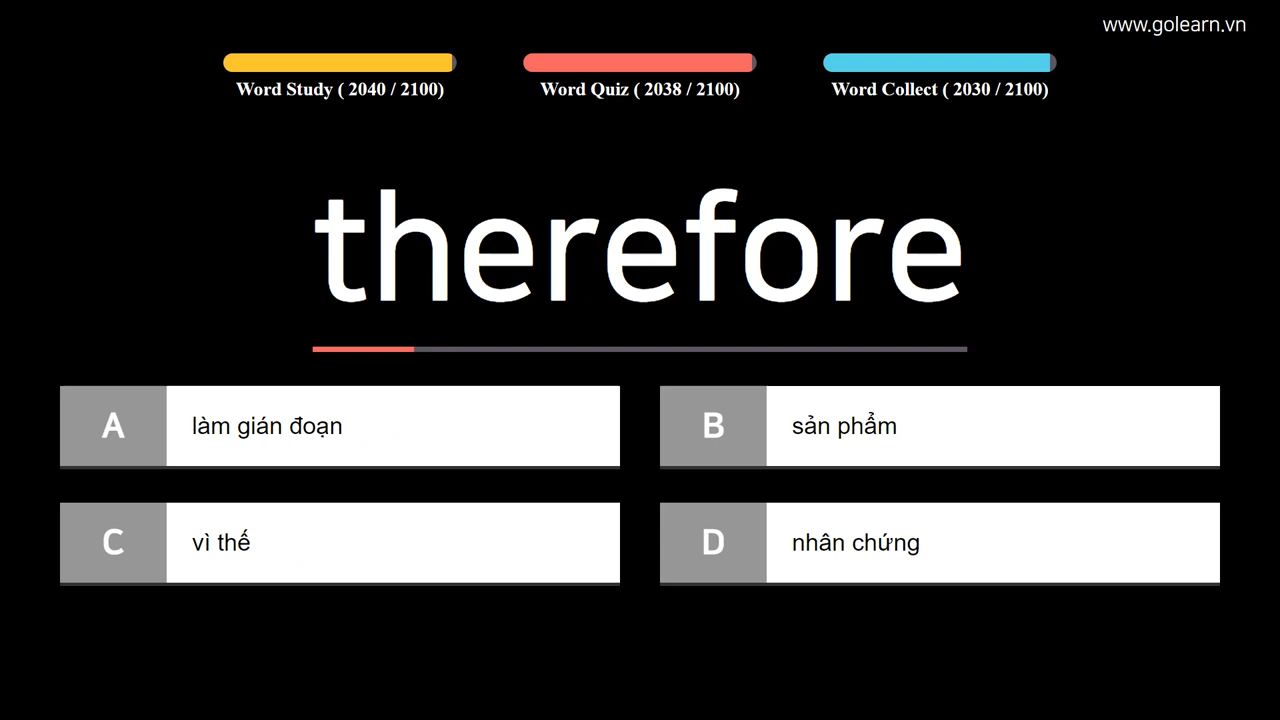 www.golearn.vn
Word Study ( 2040 / 2100)
Word Quiz ( 2038 / 2100)
Word Collect ( 2030 / 2100)
therefore
A làm gián đoạn
B sản phẩm
C vì thế
D nhân chứng